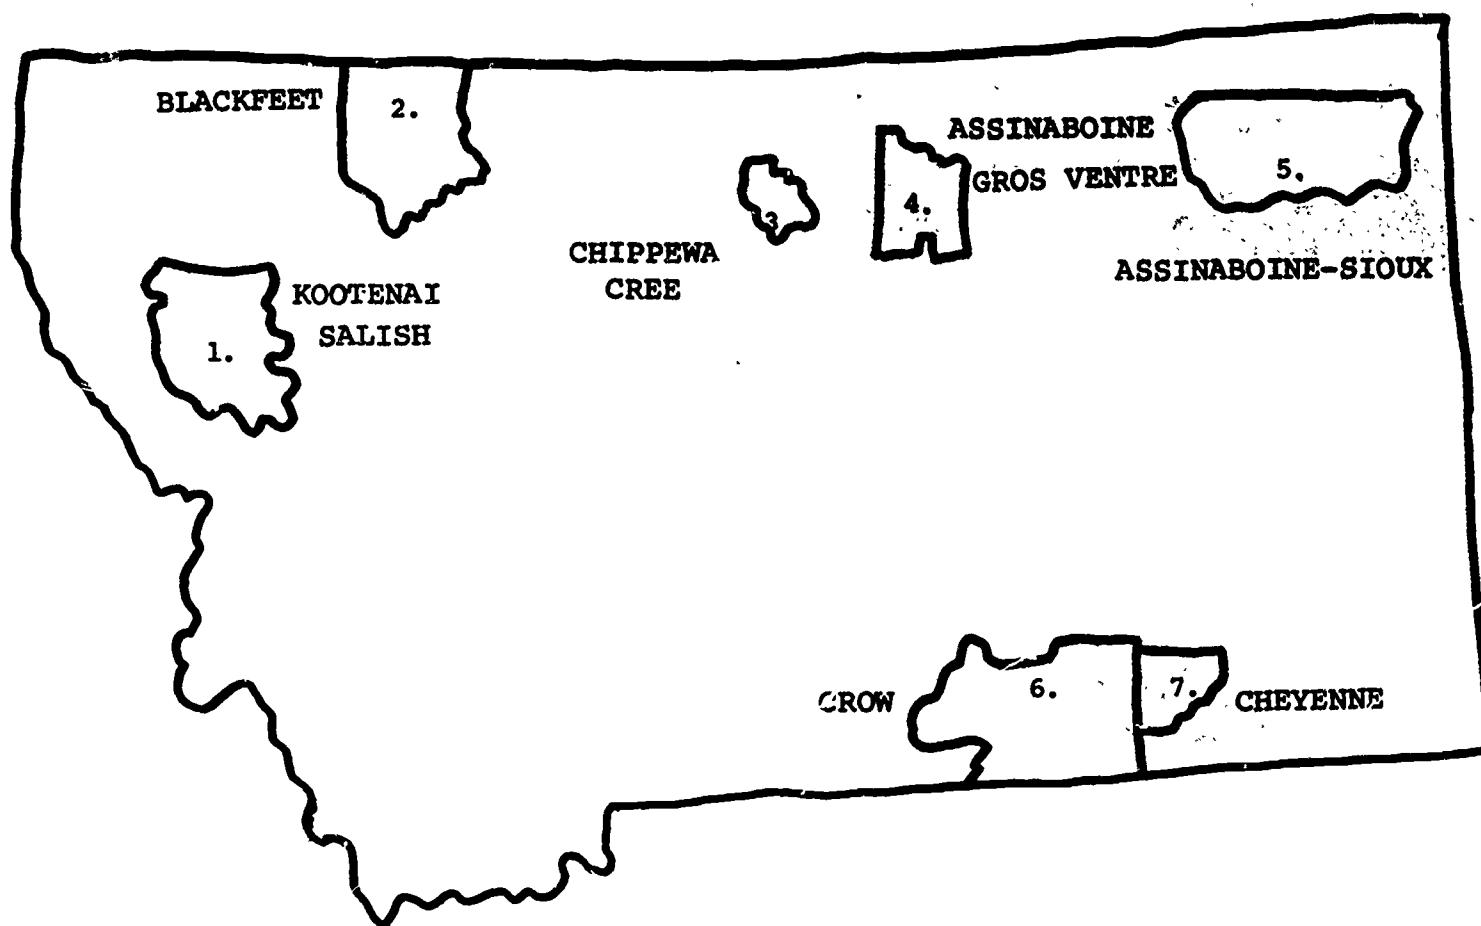 BLACKFEET
2.
ASSINABOINE
GROS VENTRE
5.
4.
3
CHIPPEWA
CREE
ASSINABOINE-SIOUX
KOOTENAI
SALISH
1.
6.
7.
CROW
CHEYENNE